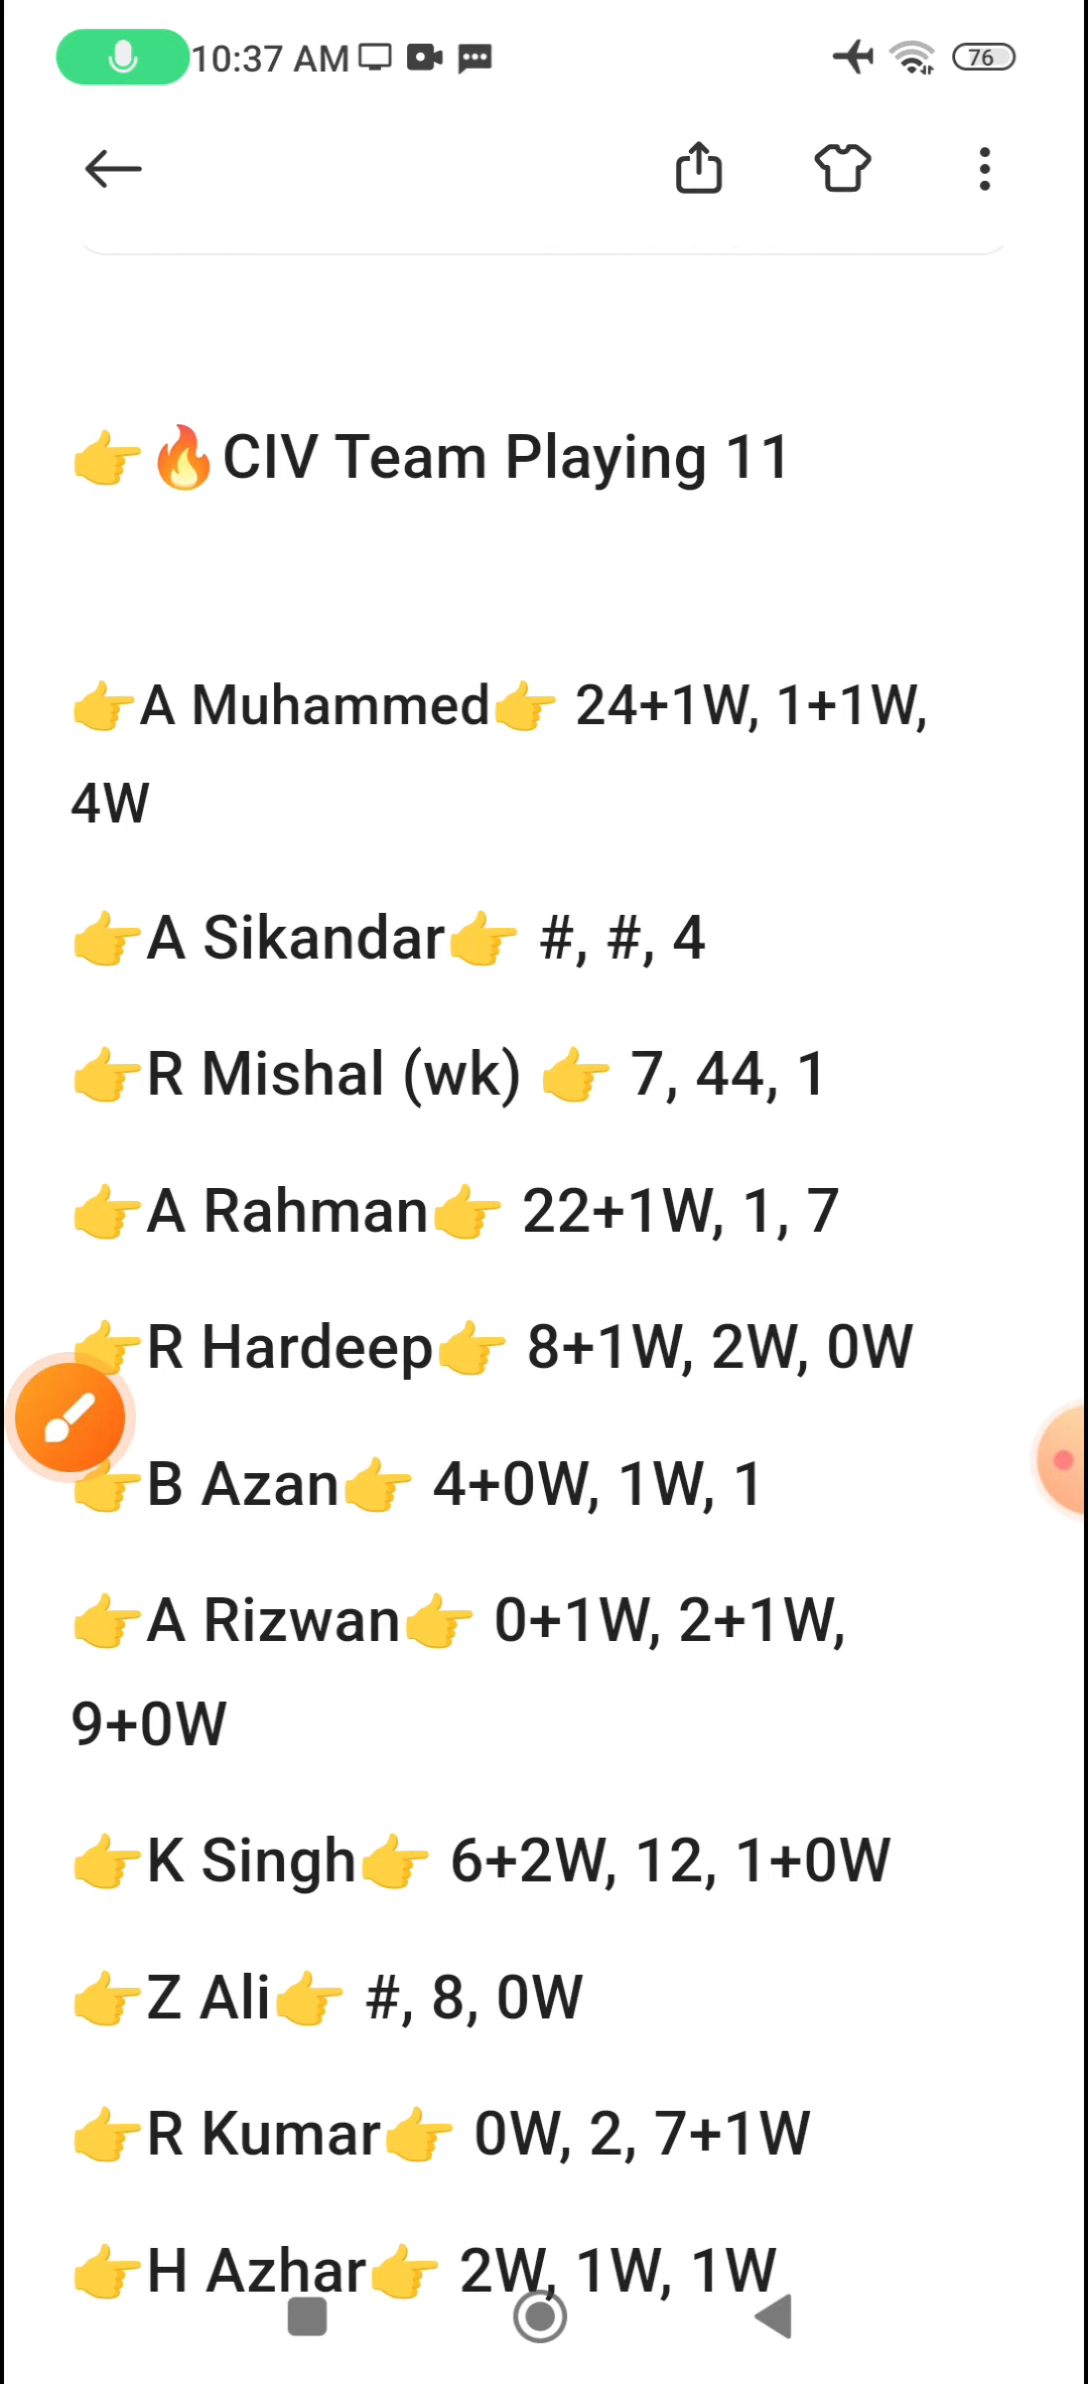 10:37 AM
76
👉🔥CIV Team Playing 11
👉A Muhammed👉 24+1W, 1+1W,
4W
👉A Sikandar👉 #, #, 4
👉R Mishal (wk) 👉 7, 44, 1
👉A Rahman👉 22+1W, 1, 7
👉R Hardeep👉 8+1W, 2W, 0W
👉B Azan👉 4+0W, 1W, 1
👉A Rizwan👉 0+1W, 2+1W,
9+0W
👉K Singh👉 6+2W, 12, 1+0W
👉Z Ali👉 #, 8, 0W
👉R Kumar👉 0W, 2, 7+1W
👉H Azhar👉 2W, 1W, 1W